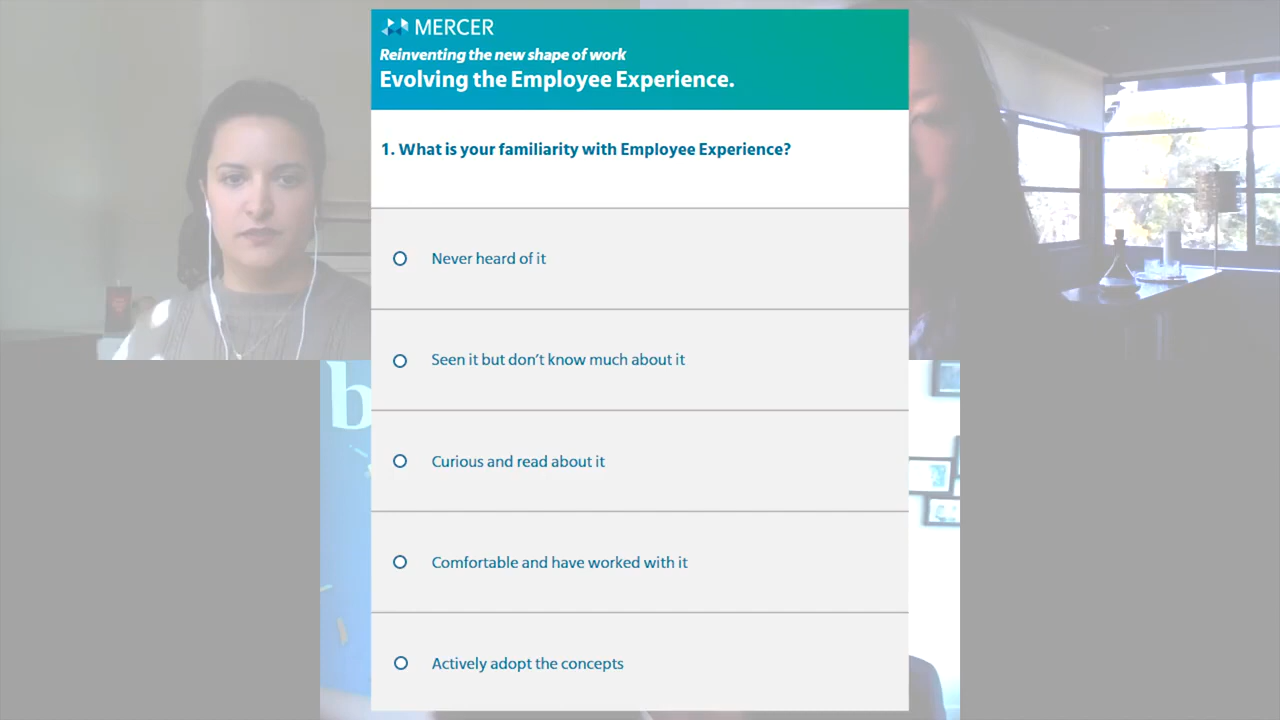 MERCER
Reinventing the new shape of work
Evolving the Employee Experience.
1. What is your familiarity with Employee Experience?
Never heard of it
Seen it but don't know much about it
Curious and read about it
Comfortable and have worked with it
Actively adopt the concepts
b